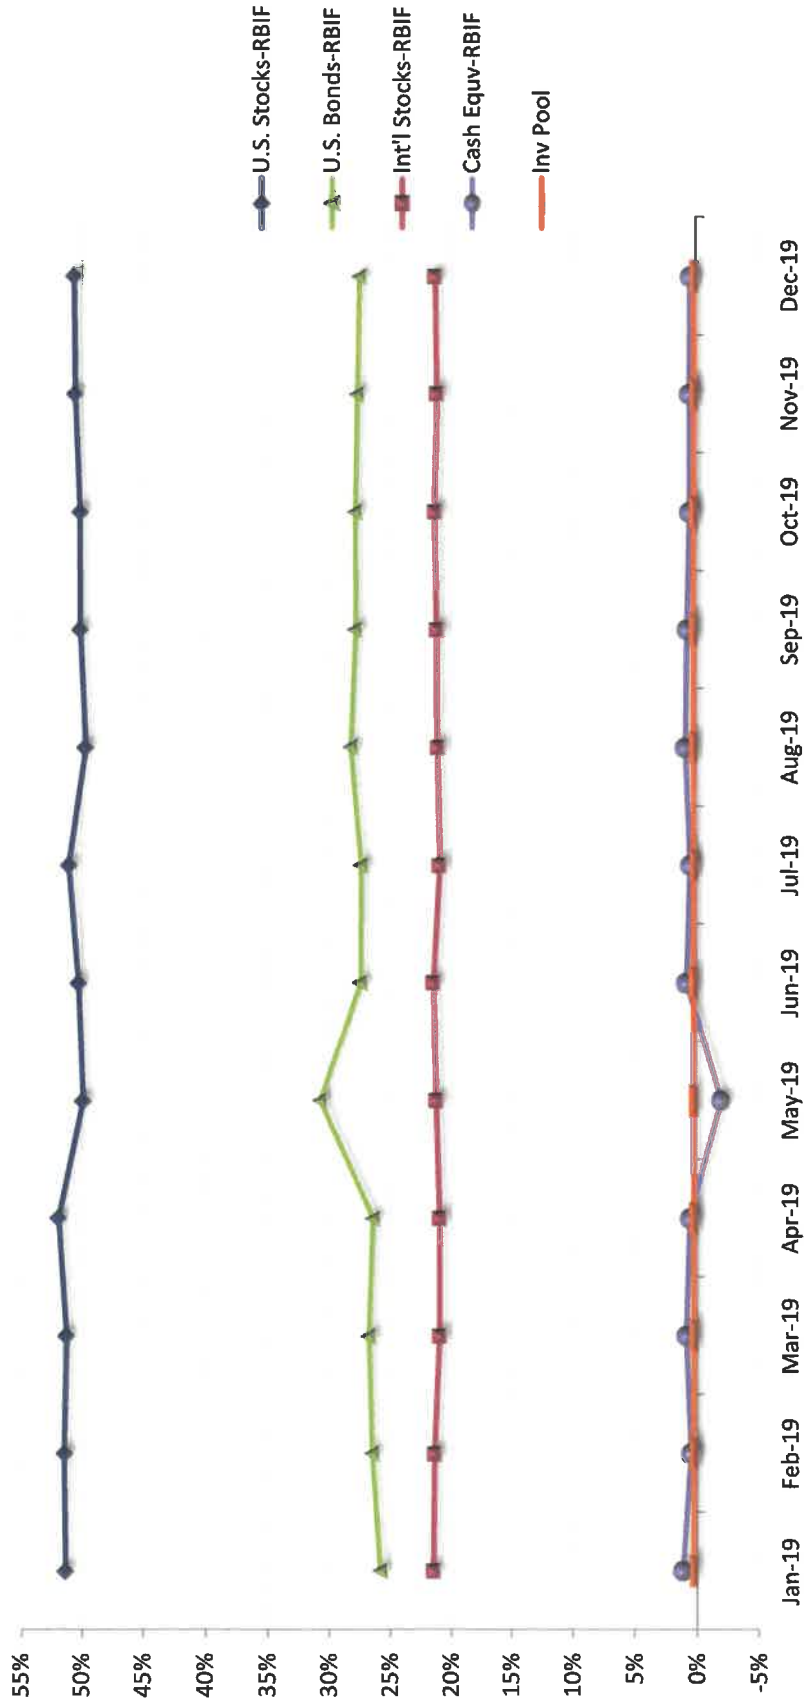 55%
50%
45%
40%
35%
30%
25%
20%
15%
10%
5%
0%
-5%
Jan-19
Feb-19
Mar-19
Apr-19
May-19
Jun-19
Jul-19
Aug-19
Sep-19
Oct-19
Nov-19
Dec-19
U.S. Stocks-RBIF
U.S. Bonds-RBIF
Int'l Stocks-RBIF
Cash Equv-RBIF
Inv Pool